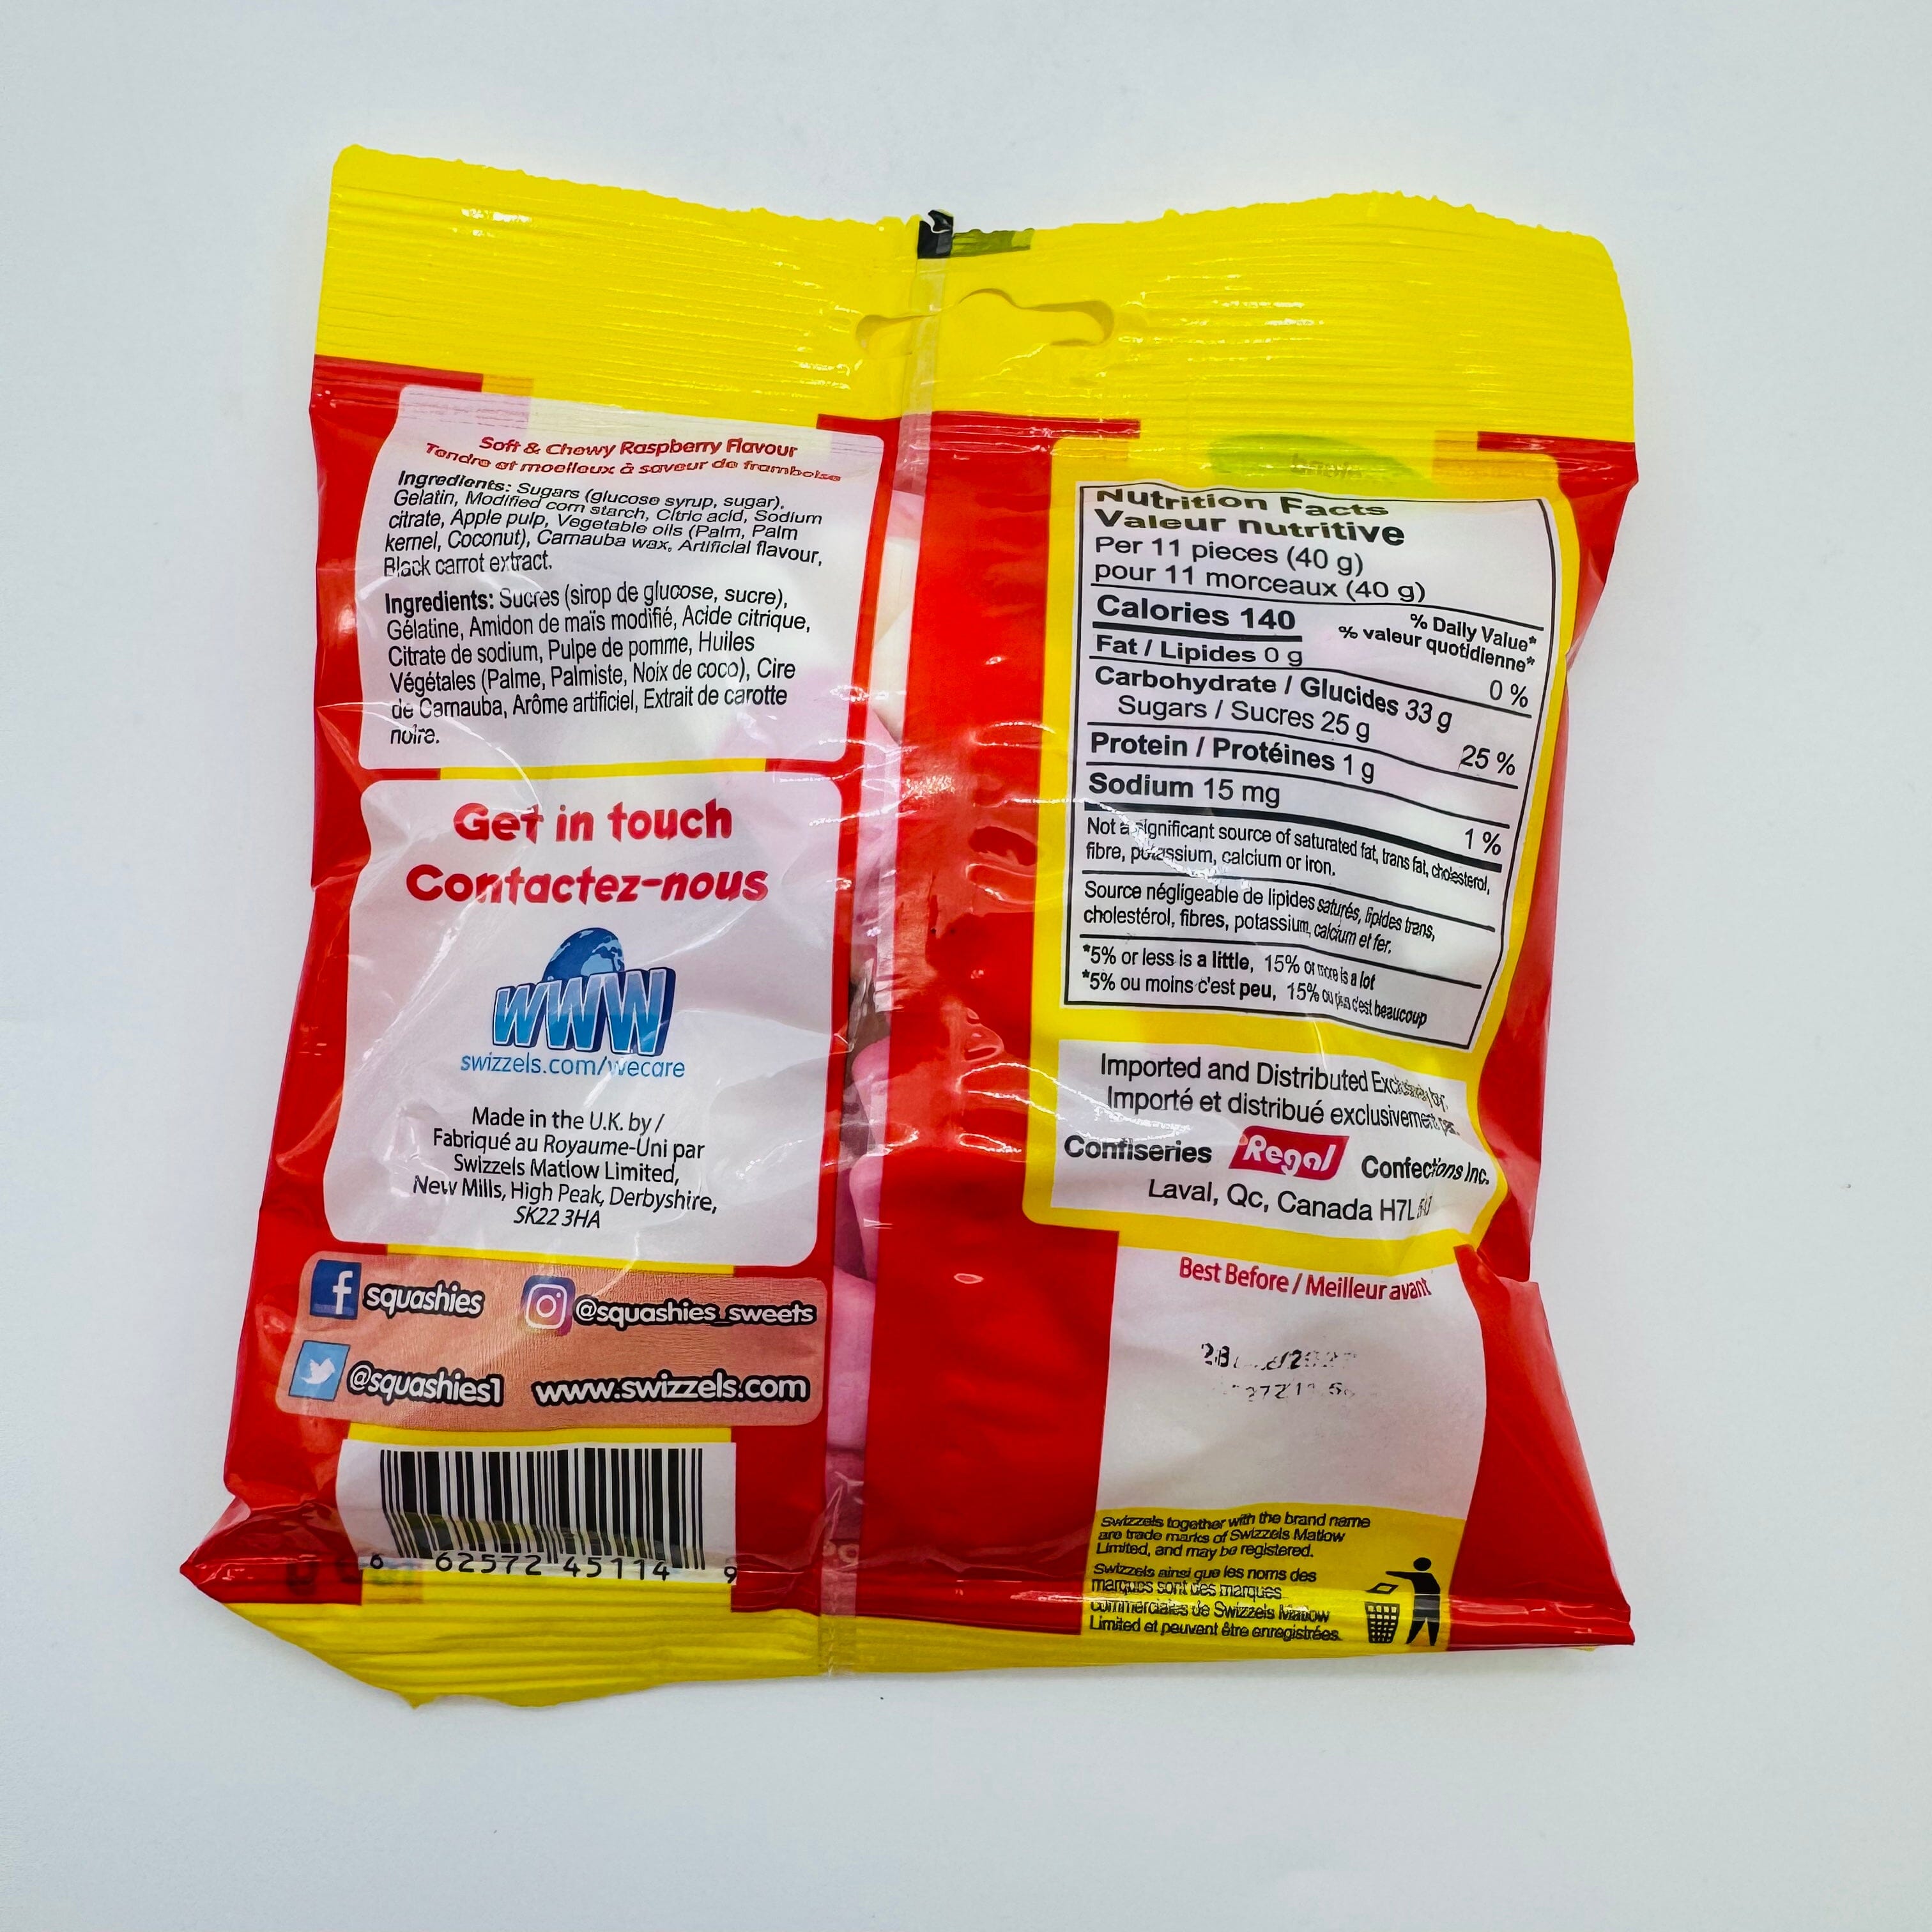 Soft & Chewy Raspberry Flavour
Tendre et moelleux à saveur de framboise
Ingredients: Sugars (glucose syrup, sugar),
Gelatin, Modified corn starch, Citric acid, Sodium
citrate, Apple pulp, Vegetable oils (Palm, Palm
kernel, Coconut), Carnauba wax, Artificial flavour,
Black carrot extract.
Ingredients: Sucres (sirop de glucose, sucre),
Gélatine, Amidon de maïs modifié, Acide citrique,
Citrate de sodium, Pulpe de pomme, Huiles
Végétales (Palme, Palmiste, Noix de coco), Cire
de Carnauba, Arôme artificiel, Extrait de carotte
noire.
Get in touch
Contactez-nous
WWW
swizzels.com/wecare
Made in the U.K. by /
Fabriqué au Royaume-Uni par
Swizzels Matlow Limited,
New Mills, High Peak, Derbyshire,
SK22 3HA
f squashies
@squashies_sweets
@squashies1
www.swizzels.com
6 62572 45114 9
Nutrition Facts
Valeur nutritive
Per 11 pieces (40 g)
pour 11 morceaux (40 g)
Calories 140
% Daily Value*
% valeur quotidienne*
Fat / Lipides 0 g 0 %
Carbohydrate / Glucides 33 g
Sugars / Sucres 25 g 25 %
Protein / Protéines 1 g
Sodium 15 mg 1 %
Not a significant source of saturated fat, trans fat, cholesterol,
fibre, potassium, calcium or iron.
Source négligeable de lipides saturés, lipides trans,
cholestérol, fibres, potassium, calcium et fer.
*5% or less is a little, 15% or more is a lot
*5% ou moins c'est peu, 15% ou plus c'est beaucoup
Imported and Distributed Exclusively by:
Importé et distribué exclusivement par:
Confiseries Regal Confections Inc.
Laval, Qc, Canada H7L
Best Before / Meilleur avant
Swizzels together with the brand name
are trade marks of Swizzels Matlow
Limited, and may be registered.
Swizzels ainsi que les noms des
marques sont des marques
commerciales de Swizzels Matlow
Limited et peuvent être enregistrées.